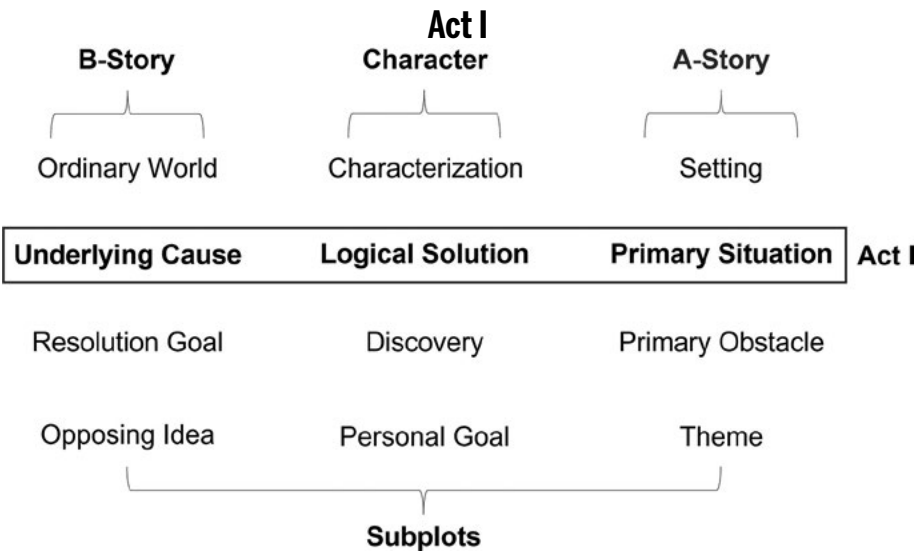 Act I
B-Story Character A-Story
Ordinary World Characterization Setting
Underlying Cause Logical Solution Primary Situation Act I
Resolution Goal Discovery Primary Obstacle
Opposing Idea Personal Goal Theme
Subplots